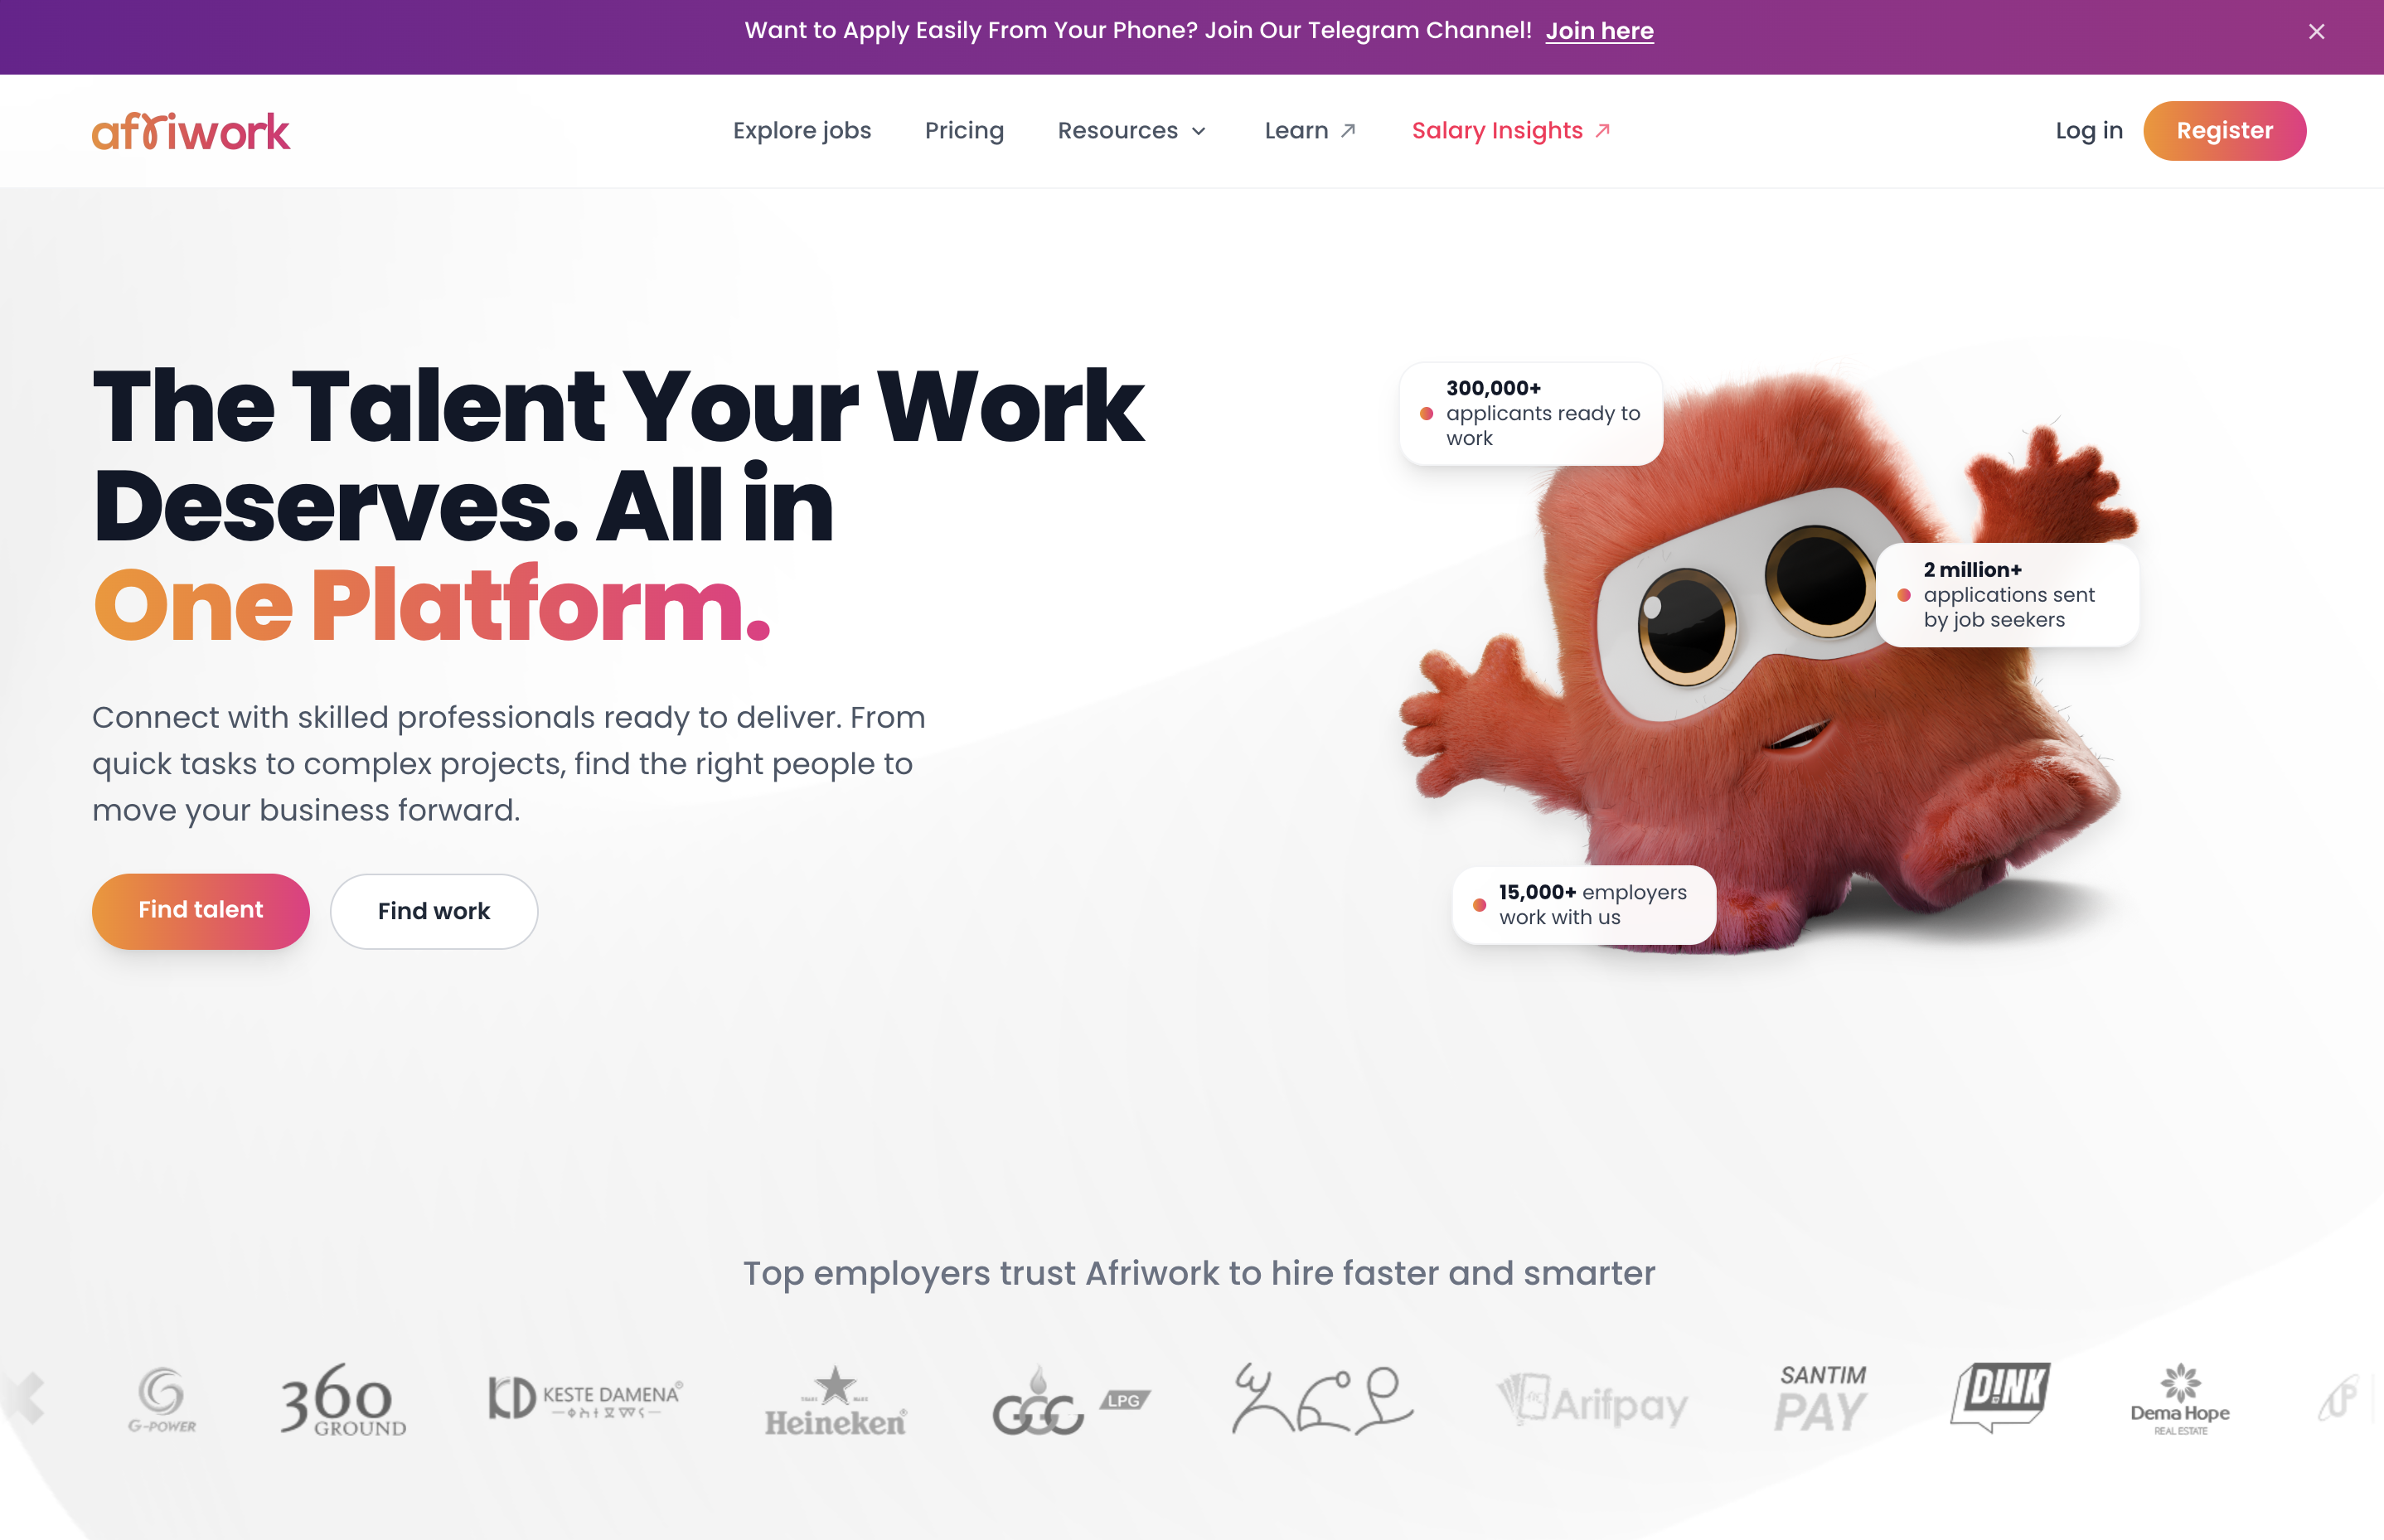 Want to Apply Easily From Your Phone? Join Our Telegram Channel! Join here
afriwork
Explore jobs
Pricing
Resources
Learn
Salary Insights
Log in
Register
The Talent Your Work
Deserves. All in
One Platform.
Connect with skilled professionals ready to deliver. From
quick tasks to complex projects, find the right people to
move your business forward.
Find talent
Find work
300,000+
applicants ready to
work
2 million+
applications sent
by job seekers
15,000+ employers
work with us
Top employers trust Afriwork to hire faster and smarter
G-POWER
360
GROUND
KD KESTE DAMENA®
Heineken®
GGC LPG
Arifpay
SANTIM
PAY
D!NK
Dema Hope
REAL ESTATE
UP